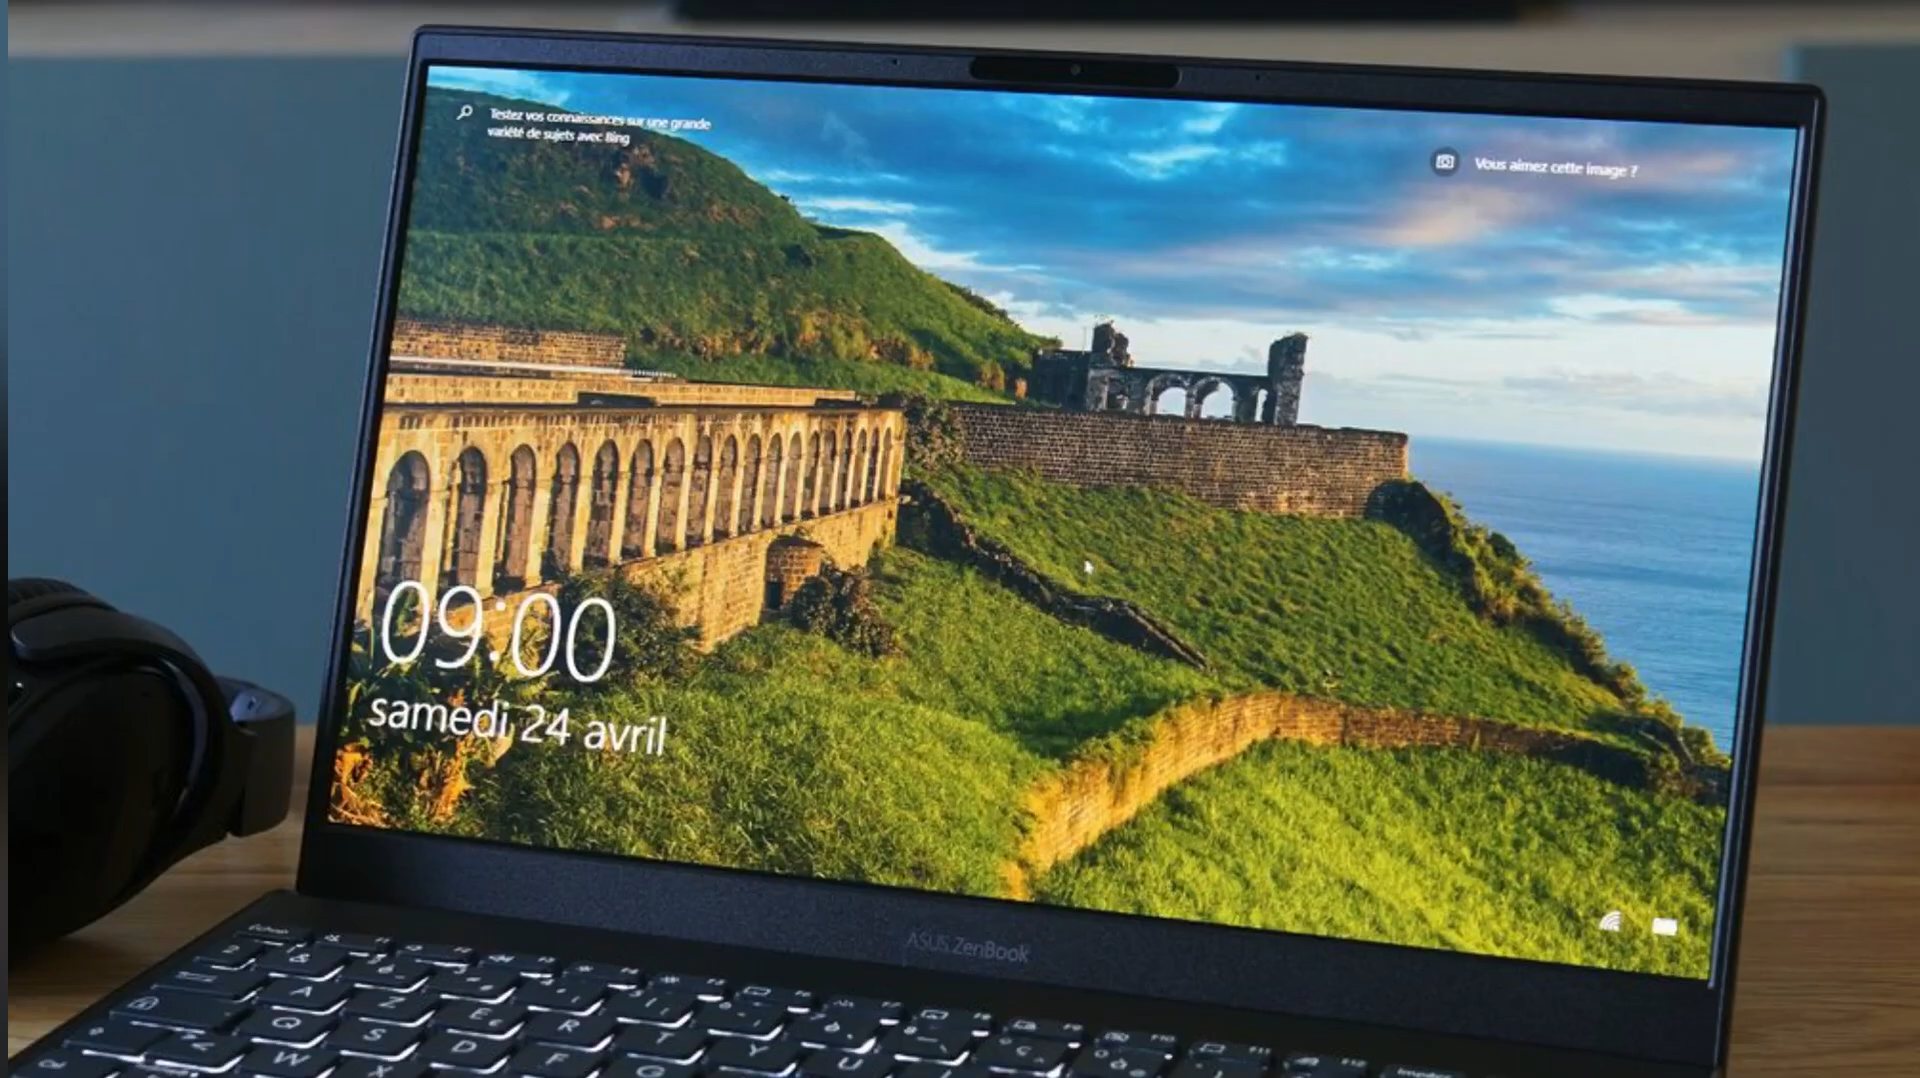 Testez vos connaissances sur une grande
variété de sujets avec Bing
Vous aimez cette image ?
09:00
samedi 24 avril
ASUS ZenBook
A Z E R T Y U
Q S D F G
W X